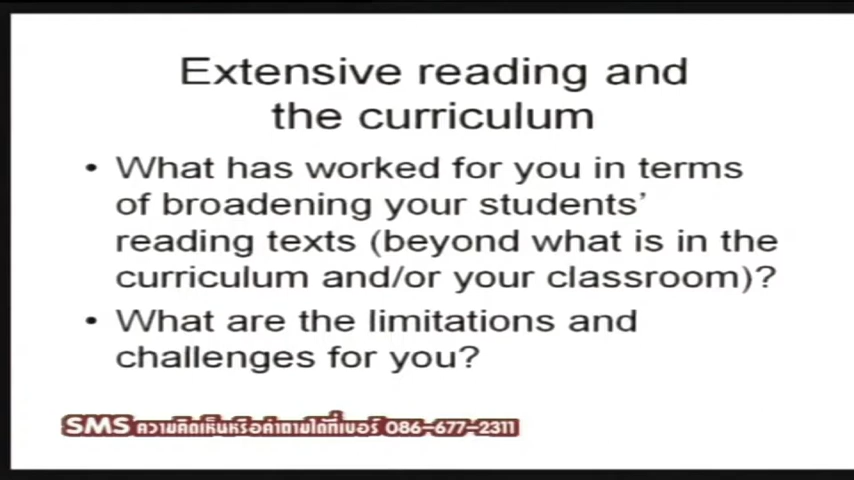 Extensive reading and
the curriculum
• What has worked for you in terms
of broadening your students’
reading texts (beyond what is in the
curriculum and/or your classroom)?
• What are the limitations and
challenges for you?
SMS ความคิดเห็นหรือคำถามได้ที่เบอร์ 086-677-2311